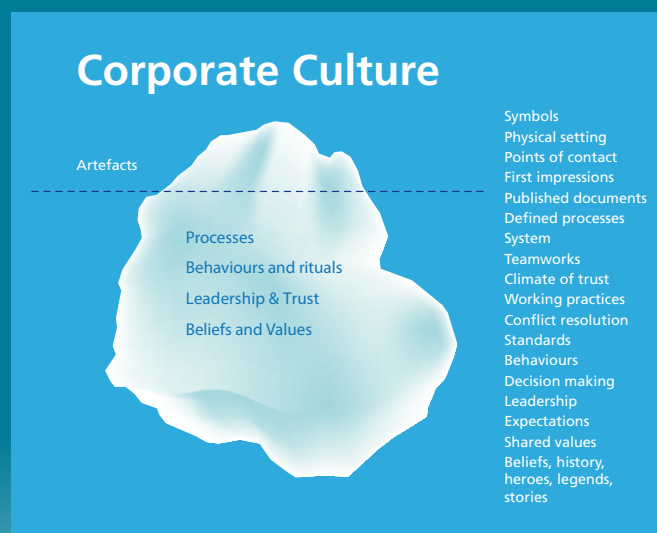 Corporate Culture
Artefacts
Processes
Behaviours and rituals
Leadership & Trust
Beliefs and Values
Symbols
Physical setting
Points of contact
First impressions
Published documents
Defined processes
System
Teamworks
Climate of trust
Working practices
Conflict resolution
Standards
Behaviours
Decision making
Leadership
Expectations
Shared values
Beliefs, history,
heroes, legends,
stories